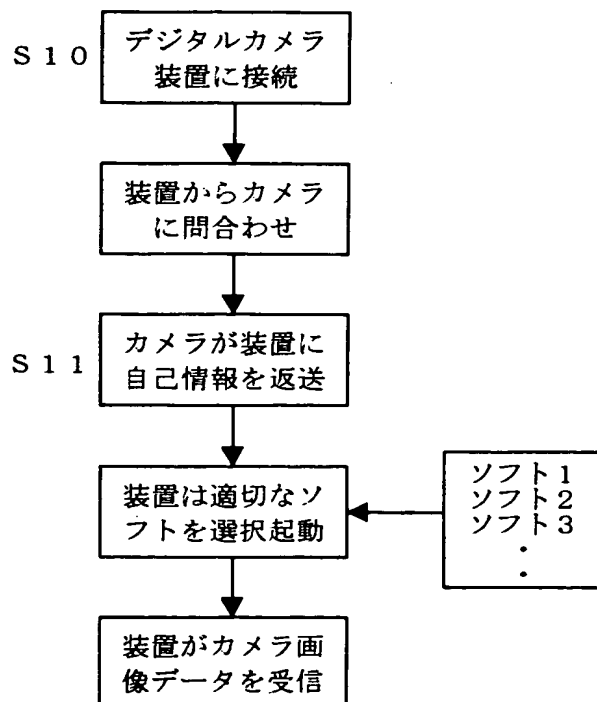 S10
デジタルカメラ
装置に接続
装置からカメラ
に問合わせ
S11
カメラが装置に
自己情報を返送
装置は適切なソ
フトを選択起動
ソフト1
ソフト2
ソフト3
・
・
装置がカメラ画
像データを受信